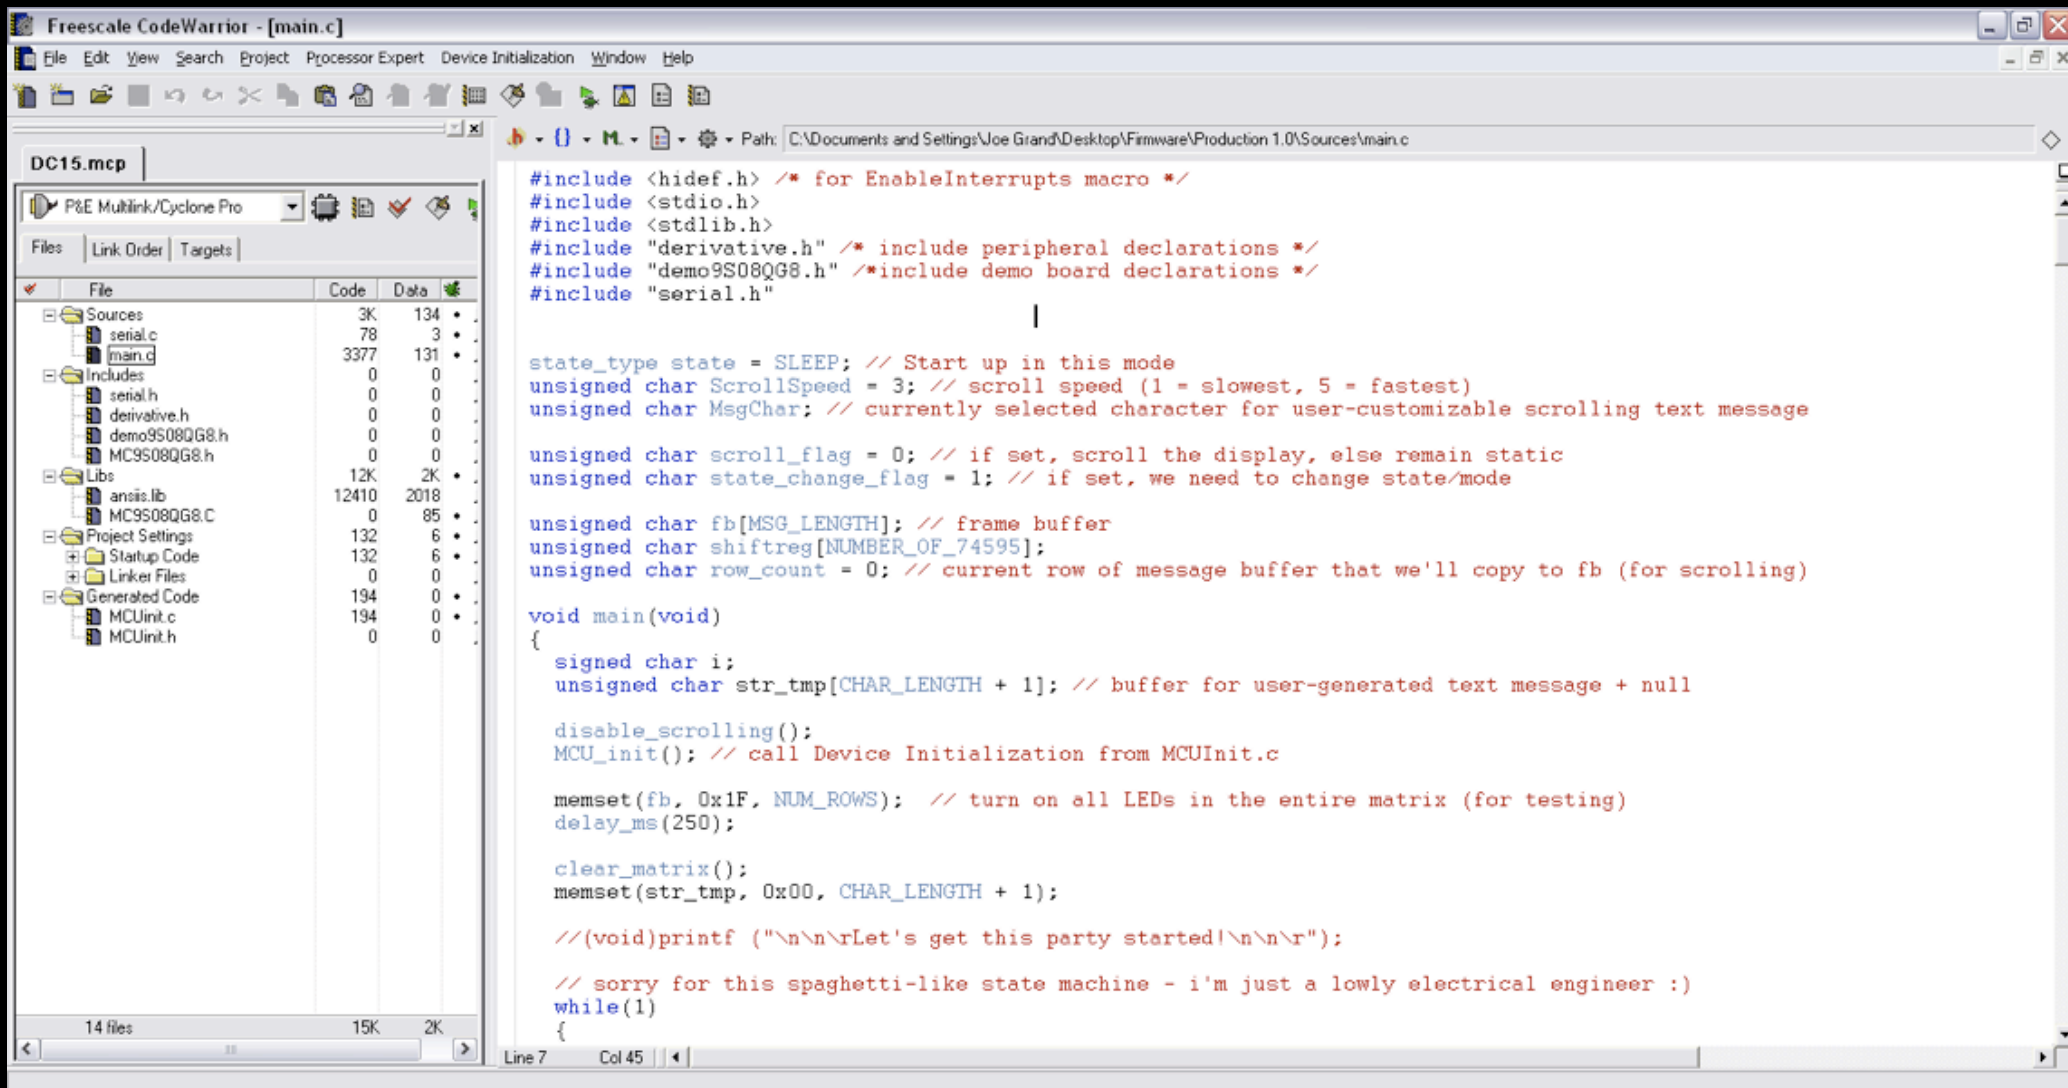 Freescale CodeWarrior - [main.c]
File Edit View Search Project Processor Expert Device Initialization Window Help
Path: C:\Documents and Settings\Joe Grand\Desktop\Firmware\Production 1.0\Sources\main.c
DC15.mcp
P&E Multilink/Cyclone Pro
Files Link Order Targets
File Code Data
Sources 3K 134
serial.c 78 3
main.c 3377 131
Includes 0 0
serial.h 0 0
derivative.h 0 0
demo9S08QG8.h 0 0
MC9S08QG8.h 0 0
Libs 12K 2K
ansiis.lib 12410 2018
MC9S08QG8.C 0 85
Project Settings 132 6
Startup Code 132 6
Linker Files 0 0
Generated Code 194 0
MCUinit.c 194 0
MCUinit.h 0 0
14 files 15K 2K
#include <hidef.h> /* for EnableInterrupts macro */
#include <stdio.h>
#include <stdlib.h>
#include "derivative.h" /* include peripheral declarations */
#include "demo9S08QG8.h" /*include demo board declarations */
#include "serial.h"
state_type state = SLEEP; // Start up in this mode
unsigned char ScrollSpeed = 3; // scroll speed (1 = slowest, 5 = fastest)
unsigned char MsgChar; // currently selected character for user-customizable scrolling text message
unsigned char scroll_flag = 0; // if set, scroll the display, else remain static
unsigned char state_change_flag = 1; // if set, we need to change state/mode
unsigned char fb[MSG_LENGTH]; // frame buffer
unsigned char shiftreg[NUMBER_OF_74595];
unsigned char row_count = 0; // current row of message buffer that we'll copy to fb (for scrolling)
void main(void)
{
signed char i;
unsigned char str_tmp[CHAR_LENGTH + 1]; // buffer for user-generated text message + null
disable_scrolling();
MCU_init(); // call Device Initialization from MCUInit.c
memset(fb, 0x1F, NUM_ROWS); // turn on all LEDs in the entire matrix (for testing)
delay_ms(250);
clear_matrix();
memset(str_tmp, 0x00, CHAR_LENGTH + 1);
//(void)printf ("\n\n\rLet's get this party started!\n\n\r");
// sorry for this spaghetti-like state machine - i'm just a lowly electrical engineer :)
while(1)
{
Line 7 Col 45